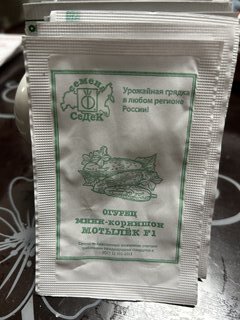 семена
СеДеК
Урожайная грядка
в любом регионе
России!
ОГУРЕЦ
МИНИ-КОРНИШОН
МОТЫЛЁК F1